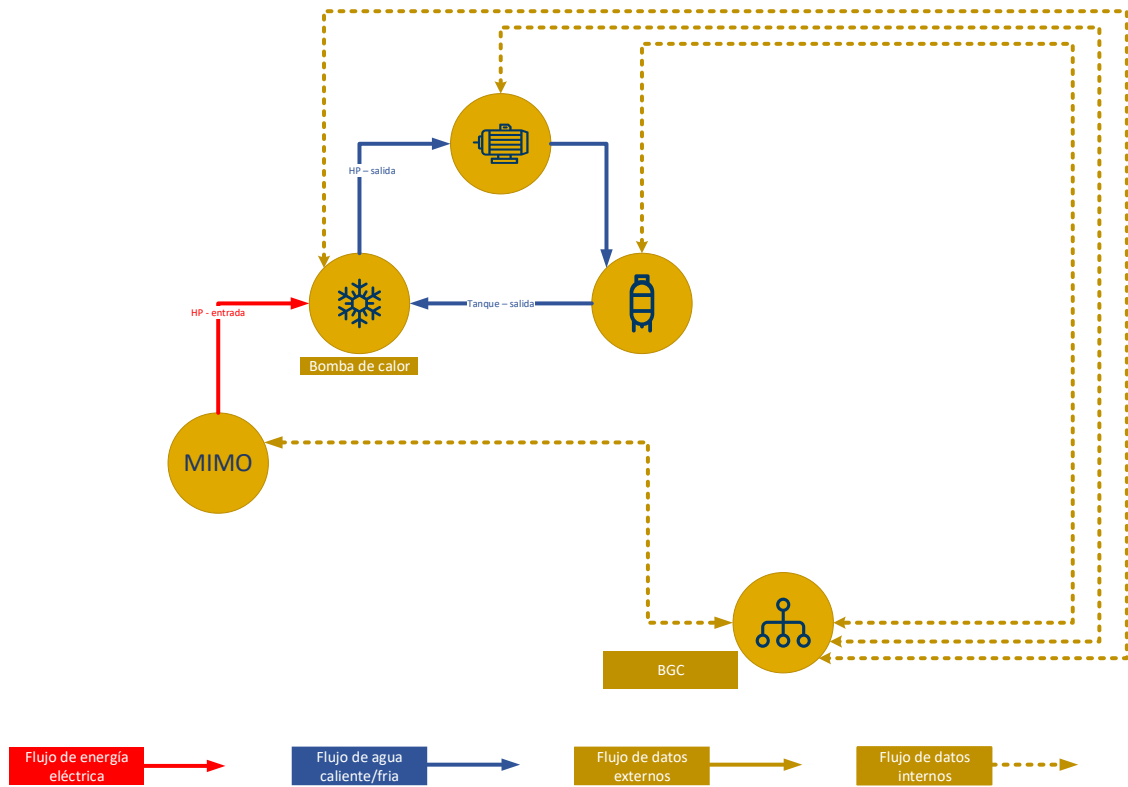 HP – salida
HP - entrada
Tanque – salida
Bomba de calor
MIMO
BGC
Flujo de energía
eléctrica
Flujo de agua
caliente/fria
Flujo de datos
externos
Flujo de datos
internos